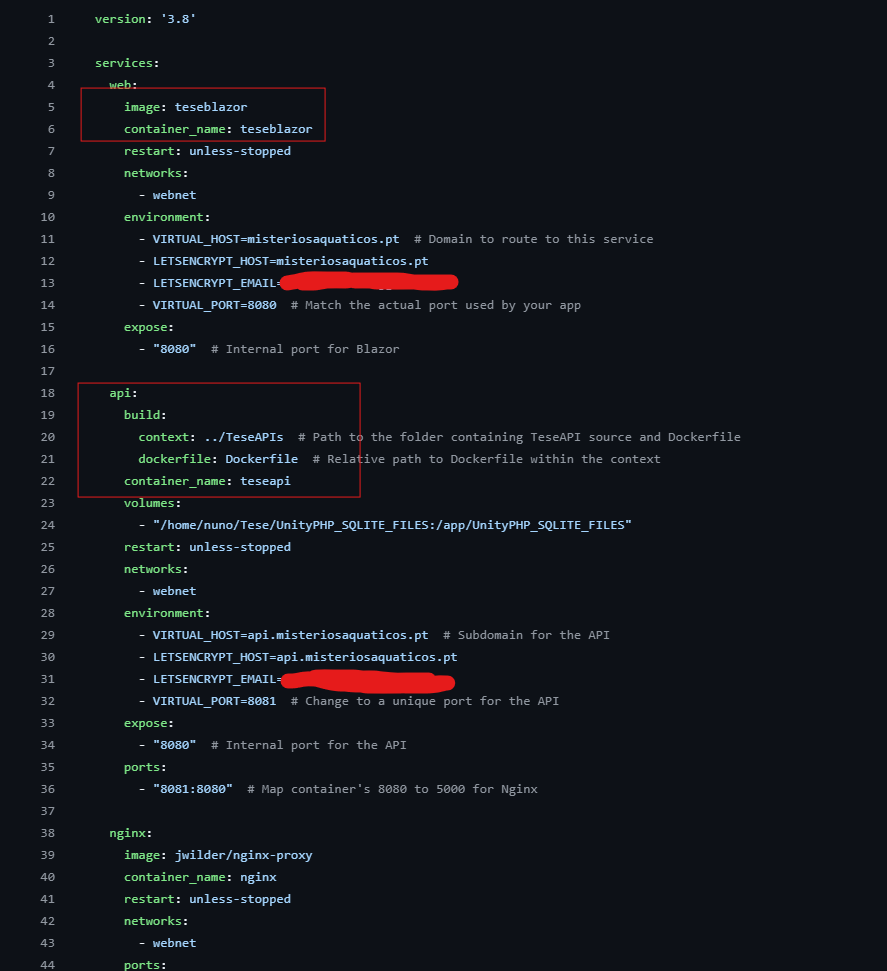 1 version: '3.8'
2
3 services:
4   web:
5     image: teseblazor
6     container_name: teseblazor
7     restart: unless-stopped
8     networks:
9       - webnet
10     environment:
11       - VIRTUAL_HOST=misteriosaquaticos.pt  # Domain to route to this service
12       - LETSENCRYPT_HOST=misteriosaquaticos.pt
13       - LETSENCRYPT_EMAIL=
14       - VIRTUAL_PORT=8080  # Match the actual port used by your app
15     expose:
16       - "8080"  # Internal port for Blazor
17
18   api:
19     build:
20       context: ../TeseAPIs  # Path to the folder containing TeseAPI source and Dockerfile
21       dockerfile: Dockerfile  # Relative path to Dockerfile within the context
22     container_name: teseapi
23     volumes:
24       - "/home/nuno/Tese/UnityPHP_SQLITE_FILES:/app/UnityPHP_SQLITE_FILES"
25     restart: unless-stopped
26     networks:
27       - webnet
28     environment:
29       - VIRTUAL_HOST=api.misteriosaquaticos.pt  # Subdomain for the API
30       - LETSENCRYPT_HOST=api.misteriosaquaticos.pt
31       - LETSENCRYPT_EMAIL=
32       - VIRTUAL_PORT=8081  # Change to a unique port for the API
33     expose:
34       - "8080"  # Internal port for the API
35     ports:
36       - "8081:8080"  # Map container's 8080 to 5000 for Nginx
37
38   nginx:
39     image: jwilder/nginx-proxy
40     container_name: nginx
41     restart: unless-stopped
42     networks:
43       - webnet
44     ports: